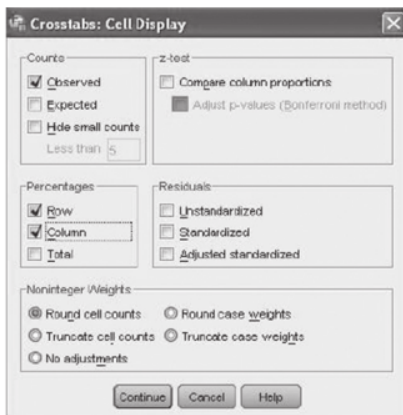 Crosstabs: Cell Display
Counts
Observed
Expected
Hide small counts
Less than 5
z-test
Compare column proportions
Adjust p-values (Bonferroni method)
Percentages
Row
Column
Total
Residuals
Unstandardized
Standardized
Adjusted standardized
Noninteger Weights
Round cell counts
Round case weights
Truncate cell counts
Truncate case weights
No adjustments
Continue
Cancel
Help